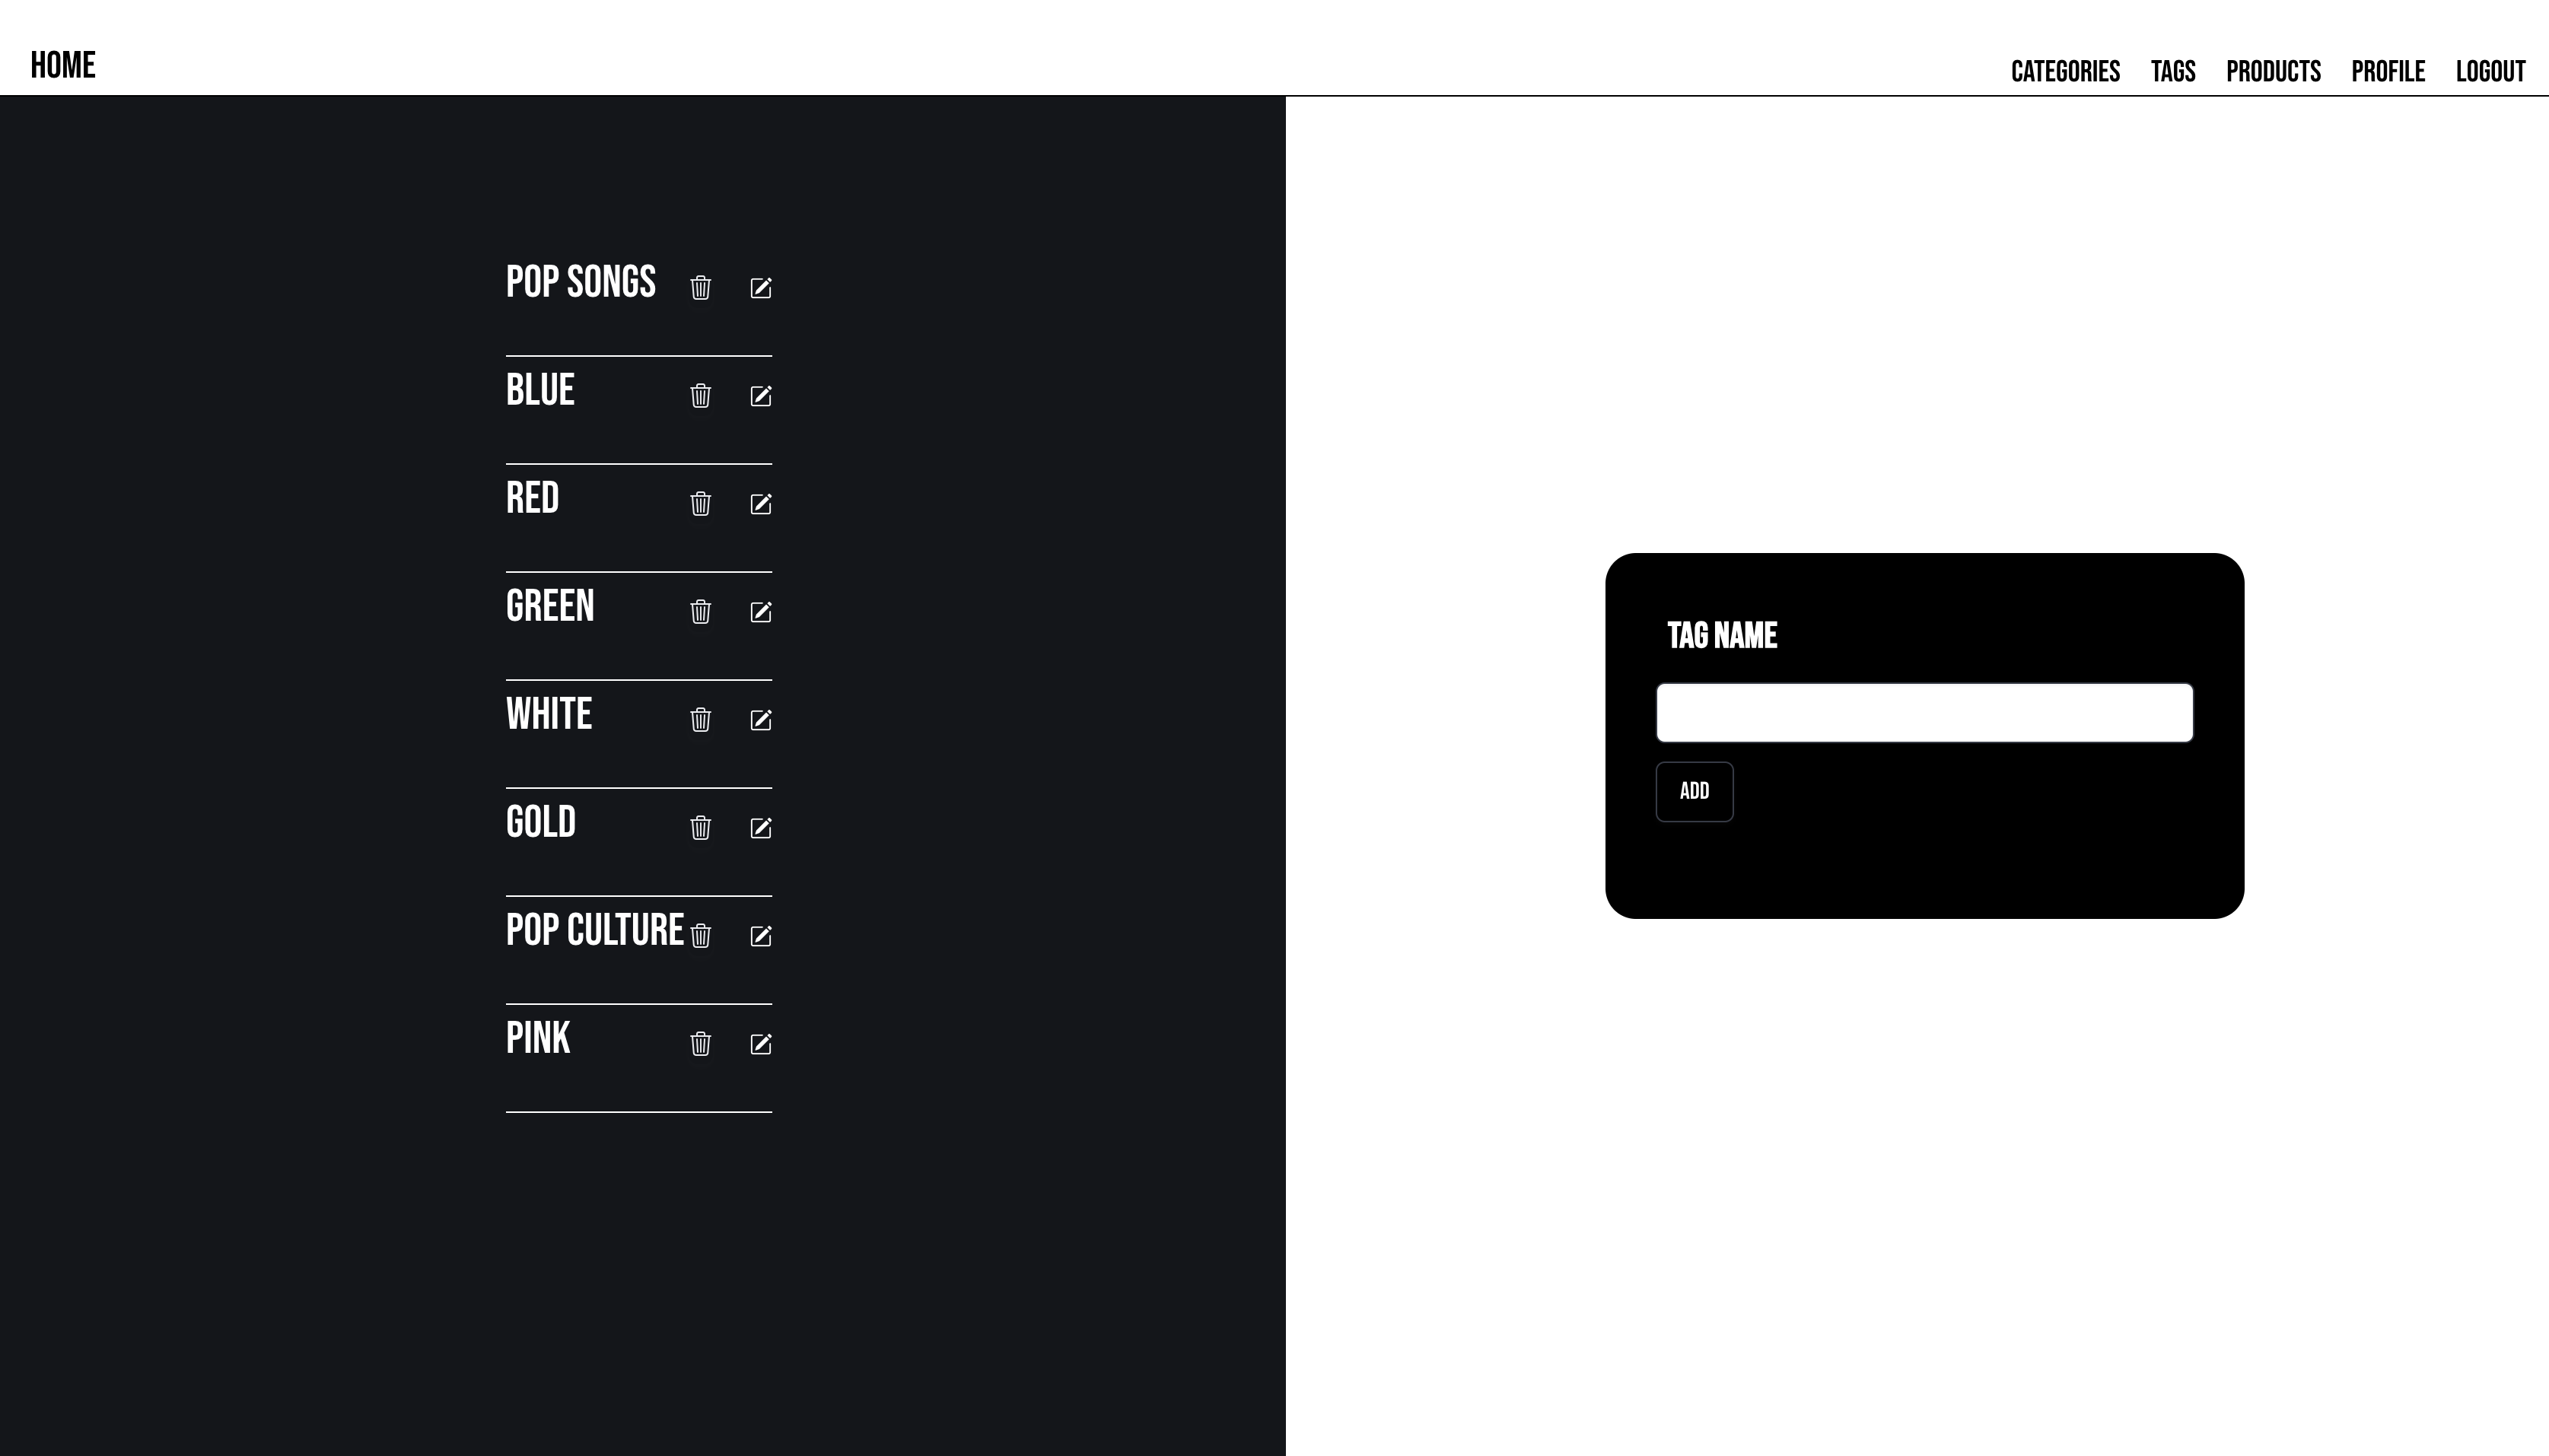 HOME
CATEGORIES TAGS PRODUCTS PROFILE LOGOUT
POP SONGS
BLUE
RED
GREEN
WHITE
GOLD
POP CULTURE
PINK
TAG NAME
ADD